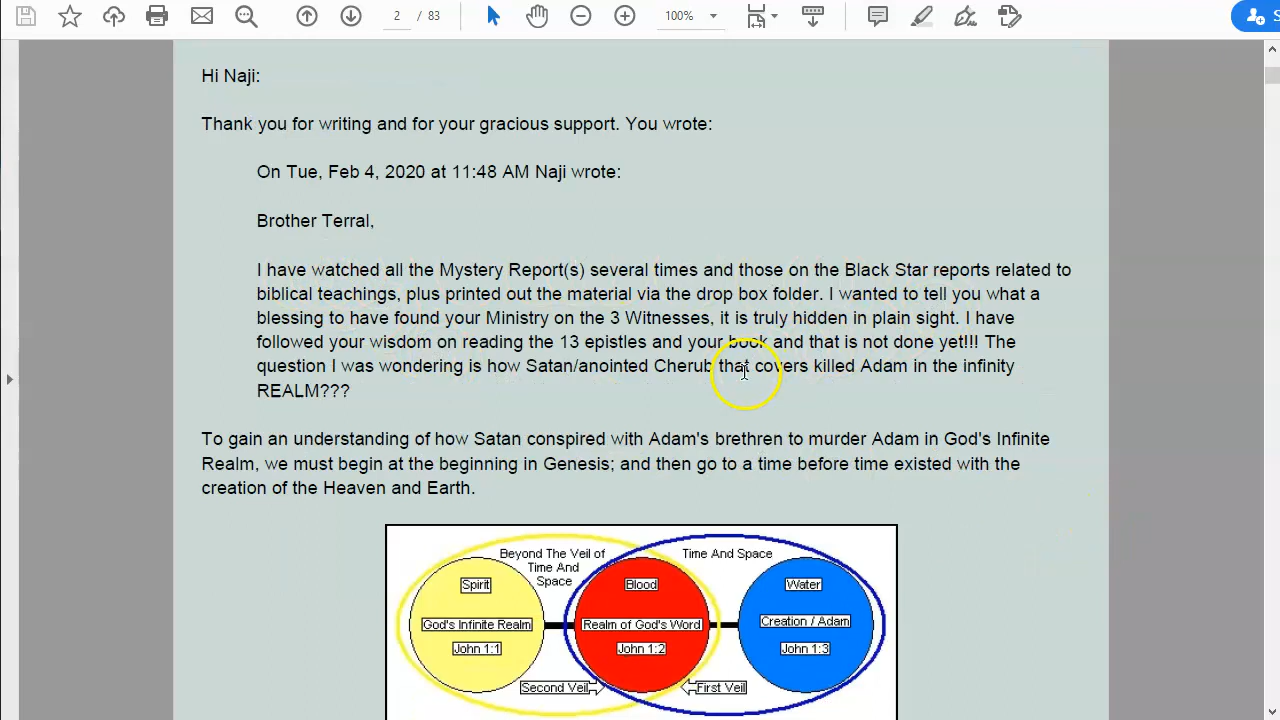 2 / 83
100%
S
Hi Naji:
Thank you for writing and for your gracious support. You wrote:
On Tue, Feb 4, 2020 at 11:48 AM Naji wrote:
Brother Terral,
I have watched all the Mystery Report(s) several times and those on the Black Star reports related to
biblical teachings, plus printed out the material via the drop box folder. I wanted to tell you what a
blessing to have found your Ministry on the 3 Witnesses, it is truly hidden in plain sight. I have
followed your wisdom on reading the 13 epistles and your book and that is not done yet!!! The
question I was wondering is how Satan/anointed Cherub that covers killed Adam in the infinity
REALM???
To gain an understanding of how Satan conspired with Adam's brethren to murder Adam in God's Infinite
Realm, we must begin at the beginning in Genesis; and then go to a time before time existed with the
creation of the Heaven and Earth.
Beyond The Veil of
Time And
Space
Time And Space
Spirit
Blood
Water
God's Infinite Realm
Realm of God's Word
Creation / Adam
John 1:1
John 1:2
John 1:3
Second Veil
First Veil